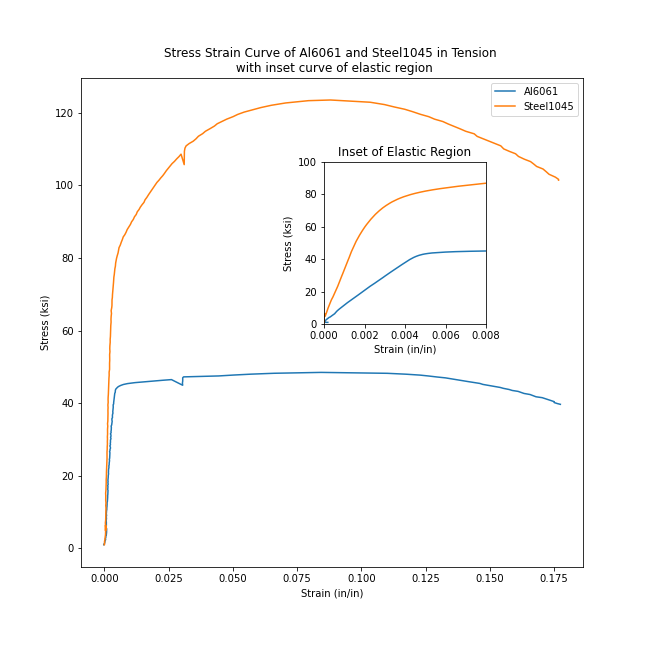 Stress Strain Curve of Al6061 and Steel1045 in Tension
with inset curve of elastic region
Al6061
Steel1045
120
100
80
60
40
20
0
Stress (ksi)
0.000
0.025
0.050
0.075
0.100
0.125
0.150
0.175
Strain (in/in)
Inset of Elastic Region
100
80
60
40
20
0
Stress (ksi)
0.000
0.002
0.004
0.006
0.008
Strain (in/in)